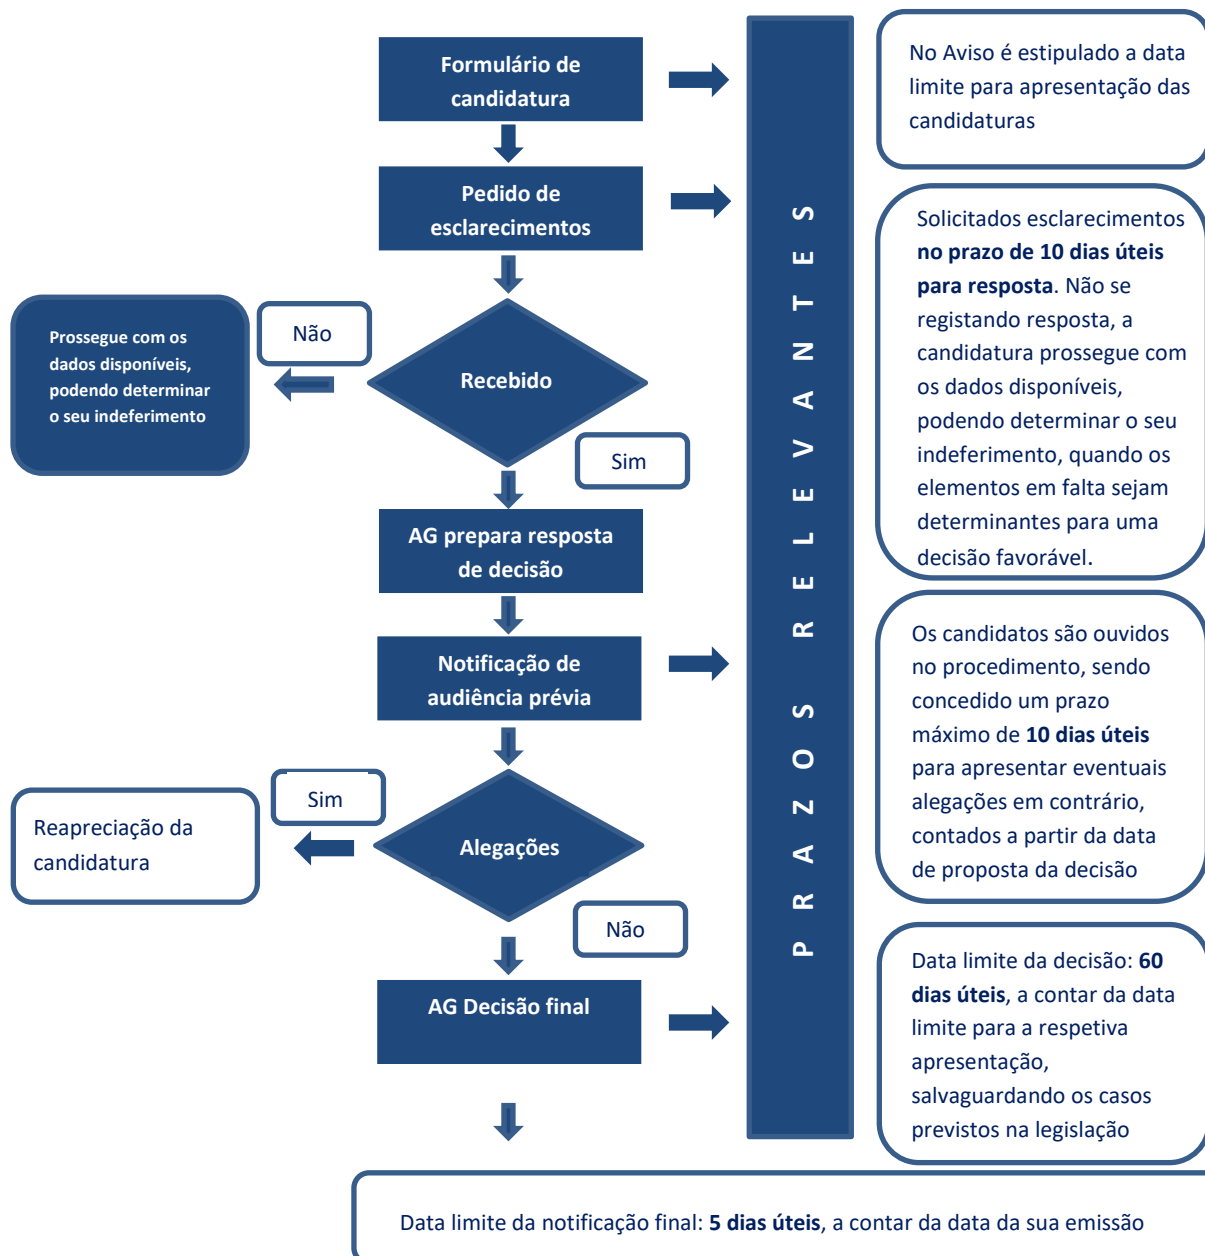 Formulário de
candidatura
No Aviso é estipulado a data
limite para apresentação das
candidaturas
Pedido de
esclarecimentos
Solicitados esclarecimentos
no prazo de 10 dias úteis
para resposta. Não se
registando resposta, a
candidatura prossegue com
os dados disponíveis,
podendo determinar o seu
indeferimento, quando os
elementos em falta sejam
determinantes para uma
decisão favorável.
Não
Prossegue com os
dados disponíveis,
podendo determinar
o seu indeferimento
Recebido
Sim
AG prepara resposta
de decisão
Notificação de
audiência prévia
Os candidatos são ouvidos
no procedimento, sendo
concedido um prazo
máximo de 10 dias úteis
para apresentar eventuais
alegações em contrário,
contados a partir da data
de proposta da decisão
Sim
Reapreciação da
candidatura
Alegações
Não
AG Decisão final
Data limite da decisão: 60
dias úteis, a contar da data
limite para a respetiva
apresentação,
salvaguardando os casos
previstos na legislação
PRAZOS RELEVANTES
Data limite da notificação final: 5 dias úteis, a contar da data da sua emissão